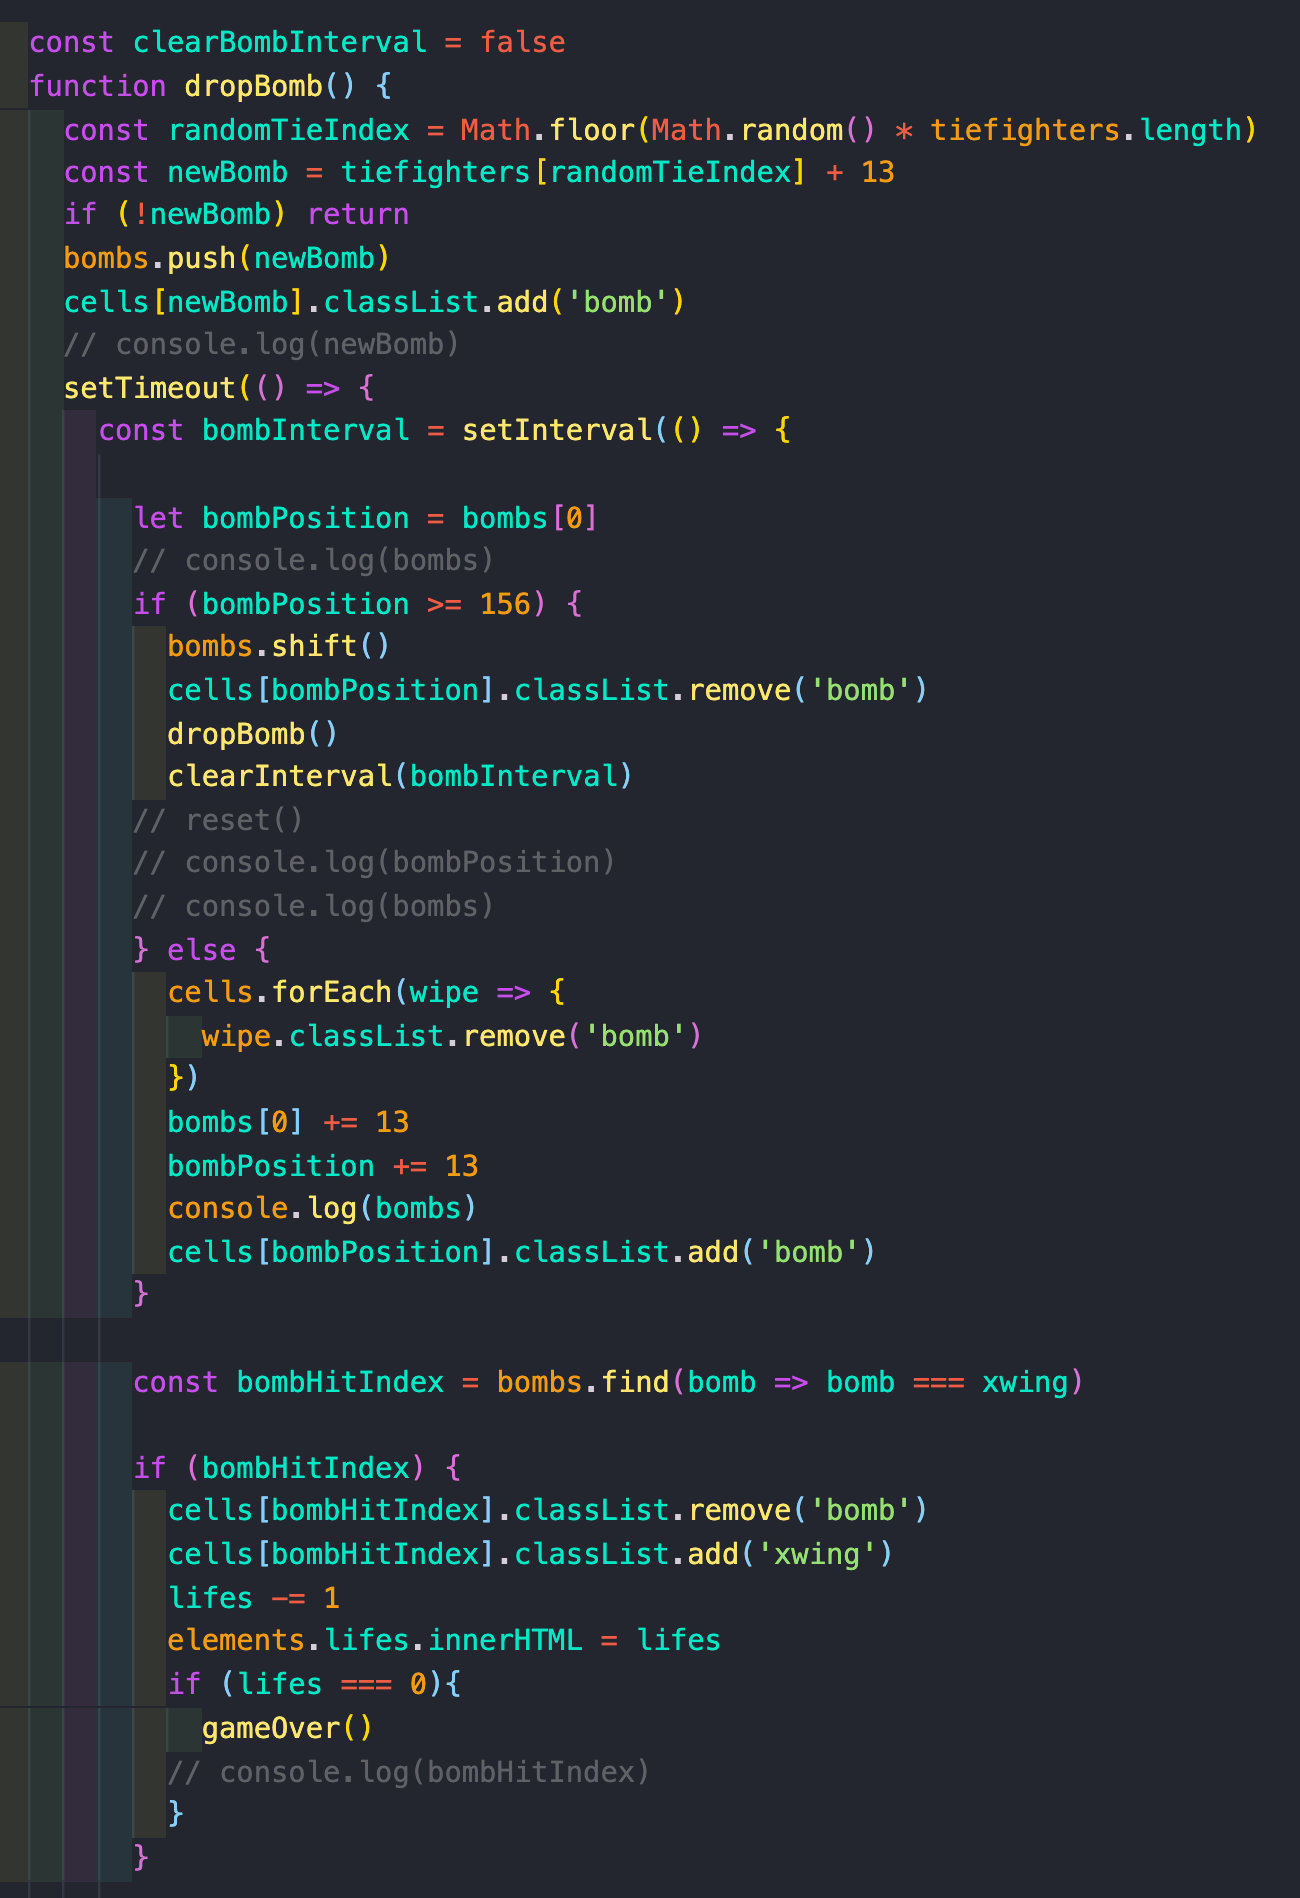 const clearBombInterval = false
function dropBomb() {
  const randomTieIndex = Math.floor(Math.random() * tiefighters.length)
  const newBomb = tiefighters[randomTieIndex] + 13
  if (!newBomb) return
  bombs.push(newBomb)
  cells[newBomb].classList.add('bomb')
  // console.log(newBomb)
  setTimeout(() => {
    const bombInterval = setInterval(() => {

      let bombPosition = bombs[0]
      // console.log(bombs)
      if (bombPosition >= 156) {
        bombs.shift()
        cells[bombPosition].classList.remove('bomb')
        dropBomb()
        clearInterval(bombInterval)
      // reset()
      // console.log(bombPosition)
      // console.log(bombs)
      } else {
        cells.forEach(wipe => {
          wipe.classList.remove('bomb')
        })
        bombs[0] += 13
        bombPosition += 13
        console.log(bombs)
        cells[bombPosition].classList.add('bomb')
      }

      const bombHitIndex = bombs.find(bomb => bomb === xwing)

      if (bombHitIndex) {
        cells[bombHitIndex].classList.remove('bomb')
        cells[bombHitIndex].classList.add('xwing')
        lifes -= 1
        elements.lifes.innerHTML = lifes
        if (lifes === 0){
          gameOver()
        // console.log(bombHitIndex)
        }
      }